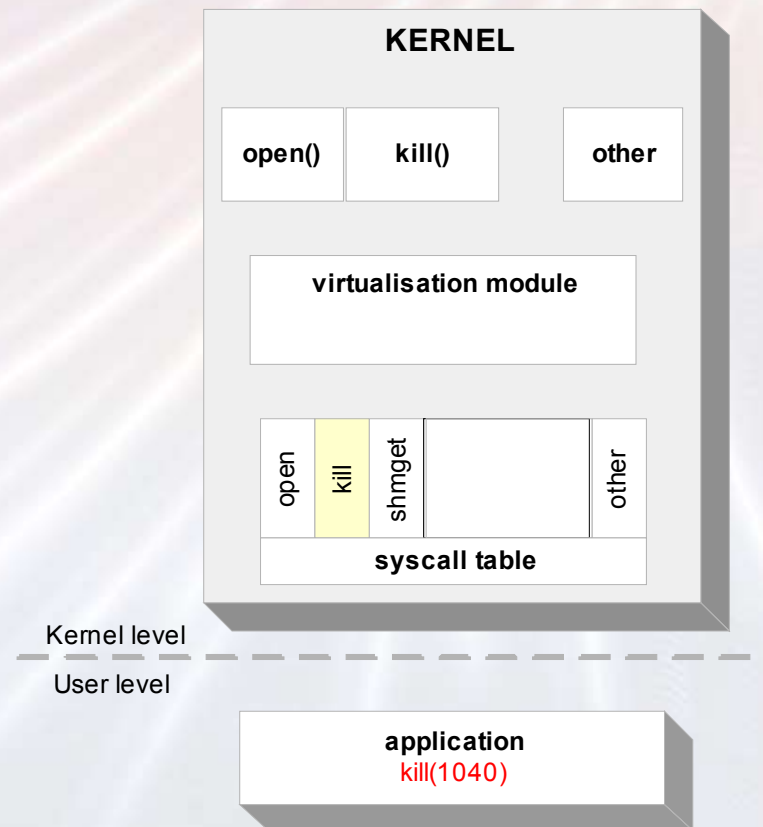 KERNEL
open()
kill()
other
virtualisation module
open
kill
shmget
other
syscall table
Kernel level
User level
application
kill(1040)